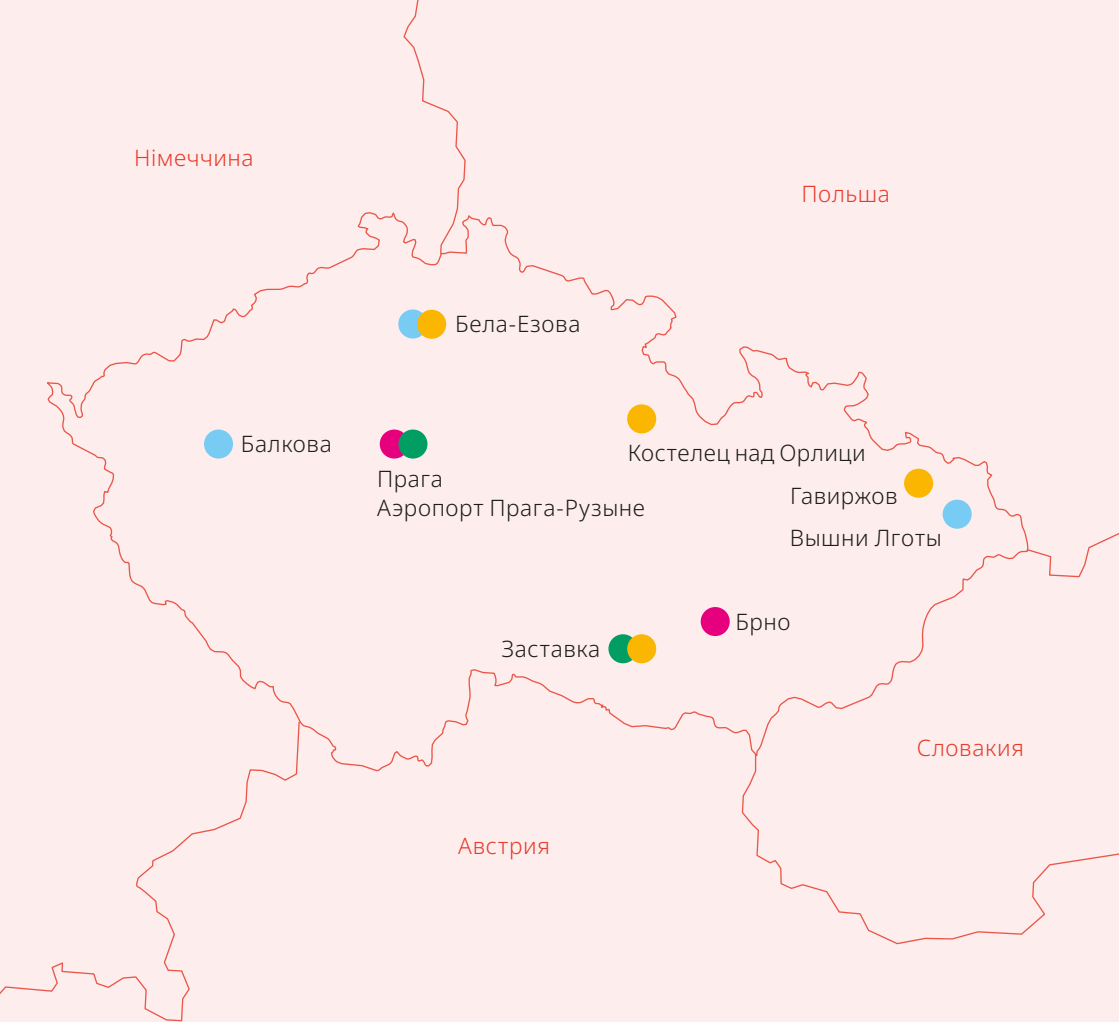 Німеччина
Польша
Бела-Езова
Балкова
Костелец над Орлици
Прага
Аэропорт Прага-Рузыне
Гавиржов
Вышни Лготы
Брно
Заставка
Словакия
Австрия